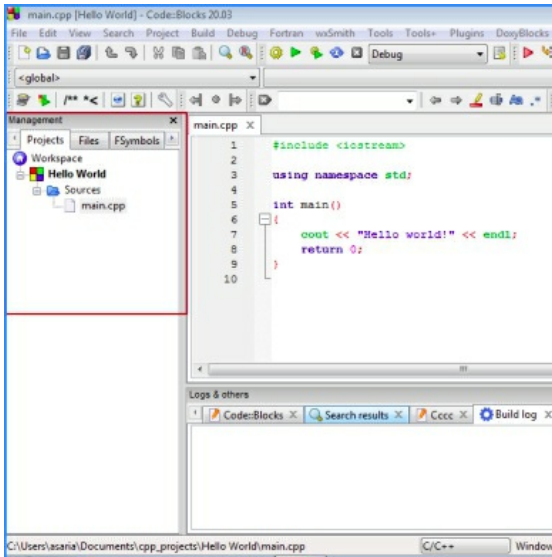 main.cpp [Hello World] - Code::Blocks 20.03
File Edit View Search Project Build Debug Fortran wxSmith Tools Tools+ Plugins DoxyBlocks
Debug
<global>
/** *<
Management
main.cpp
Projects Files FSymbols
Workspace
Hello World
Sources
main.cpp
1 #include <iostream>
2
3 using namespace std;
4
5 int main()
6 {
7 cout << "Hello world!" << endl;
8 return 0;
9 }
10
Logs & others
Code::Blocks Search results Cccc Build log
C:\Users\asaria\Documents\cpp_projects\Hello World\main.cpp C/C++ Window